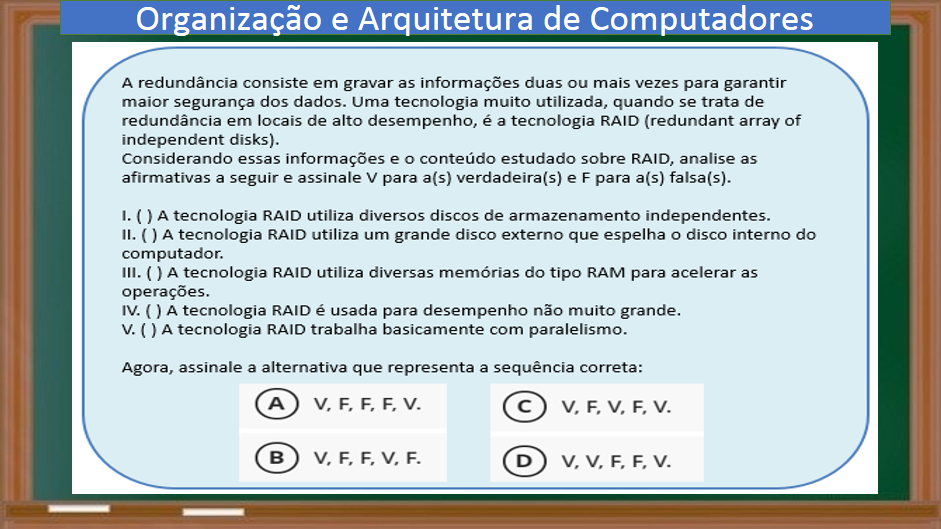 Organização e Arquitetura de Computadores
A redundância consiste em gravar as informações duas ou mais vezes para garantir
maior segurança dos dados. Uma tecnologia muito utilizada, quando se trata de
redundância em locais de alto desempenho, é a tecnologia RAID (redundant array of
independent disks).
Considerando essas informações e o conteúdo estudado sobre RAID, analise as
afirmativas a seguir e assinale V para a(s) verdadeira(s) e F para a(s) falsa(s).
I. ( ) A tecnologia RAID utiliza diversos discos de armazenamento independentes.
II. ( ) A tecnologia RAID utiliza um grande disco externo que espelha o disco interno do
computador.
III. ( ) A tecnologia RAID utiliza diversas memórias do tipo RAM para acelerar as
operações.
IV. ( ) A tecnologia RAID é usada para desempenho não muito grande.
V. ( ) A tecnologia RAID trabalha basicamente com paralelismo.
Agora, assinale a alternativa que representa a sequência correta:
A V, F, F, F, V.
B V, F, F, V, F.
C V, F, V, F, V.
D V, V, F, F, V.